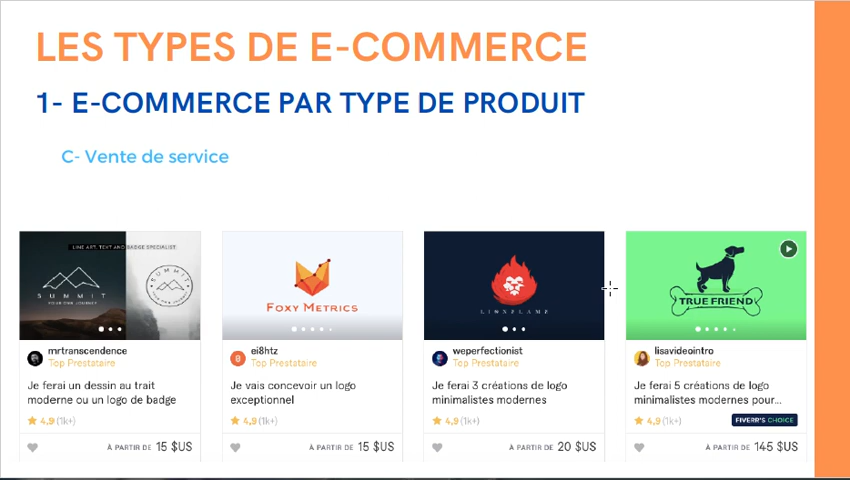 LES TYPES DE E-COMMERCE
1- E-COMMERCE PAR TYPE DE PRODUIT
C- Vente de service
LINE ART, TEXT AND BADGE SPECIALIST
SUMMIT
YOUR OWN JOURNEY
SUMMIT
mrtranscendence
Top Prestataire
Je ferai un dessin au trait
moderne ou un logo de badge
4,9 (1k+)
À PARTIR DE 15 $US
FOXY METRICS
ei8htz
Top Prestataire
Je vais concevoir un logo
exceptionnel
4,9 (1k+)
À PARTIR DE 15 $US
weperfectionist
Top Prestataire
Je ferai 3 créations de logo
minimalistes modernes
4,9 (1k+)
À PARTIR DE 20 $US
TRUE FRIEND
lisavideointro
Top Prestataire
Je ferai 5 créations de logo
minimalistes modernes pour...
4,9 (1k+)
FIVERR'S CHOICE
À PARTIR DE 145 $US